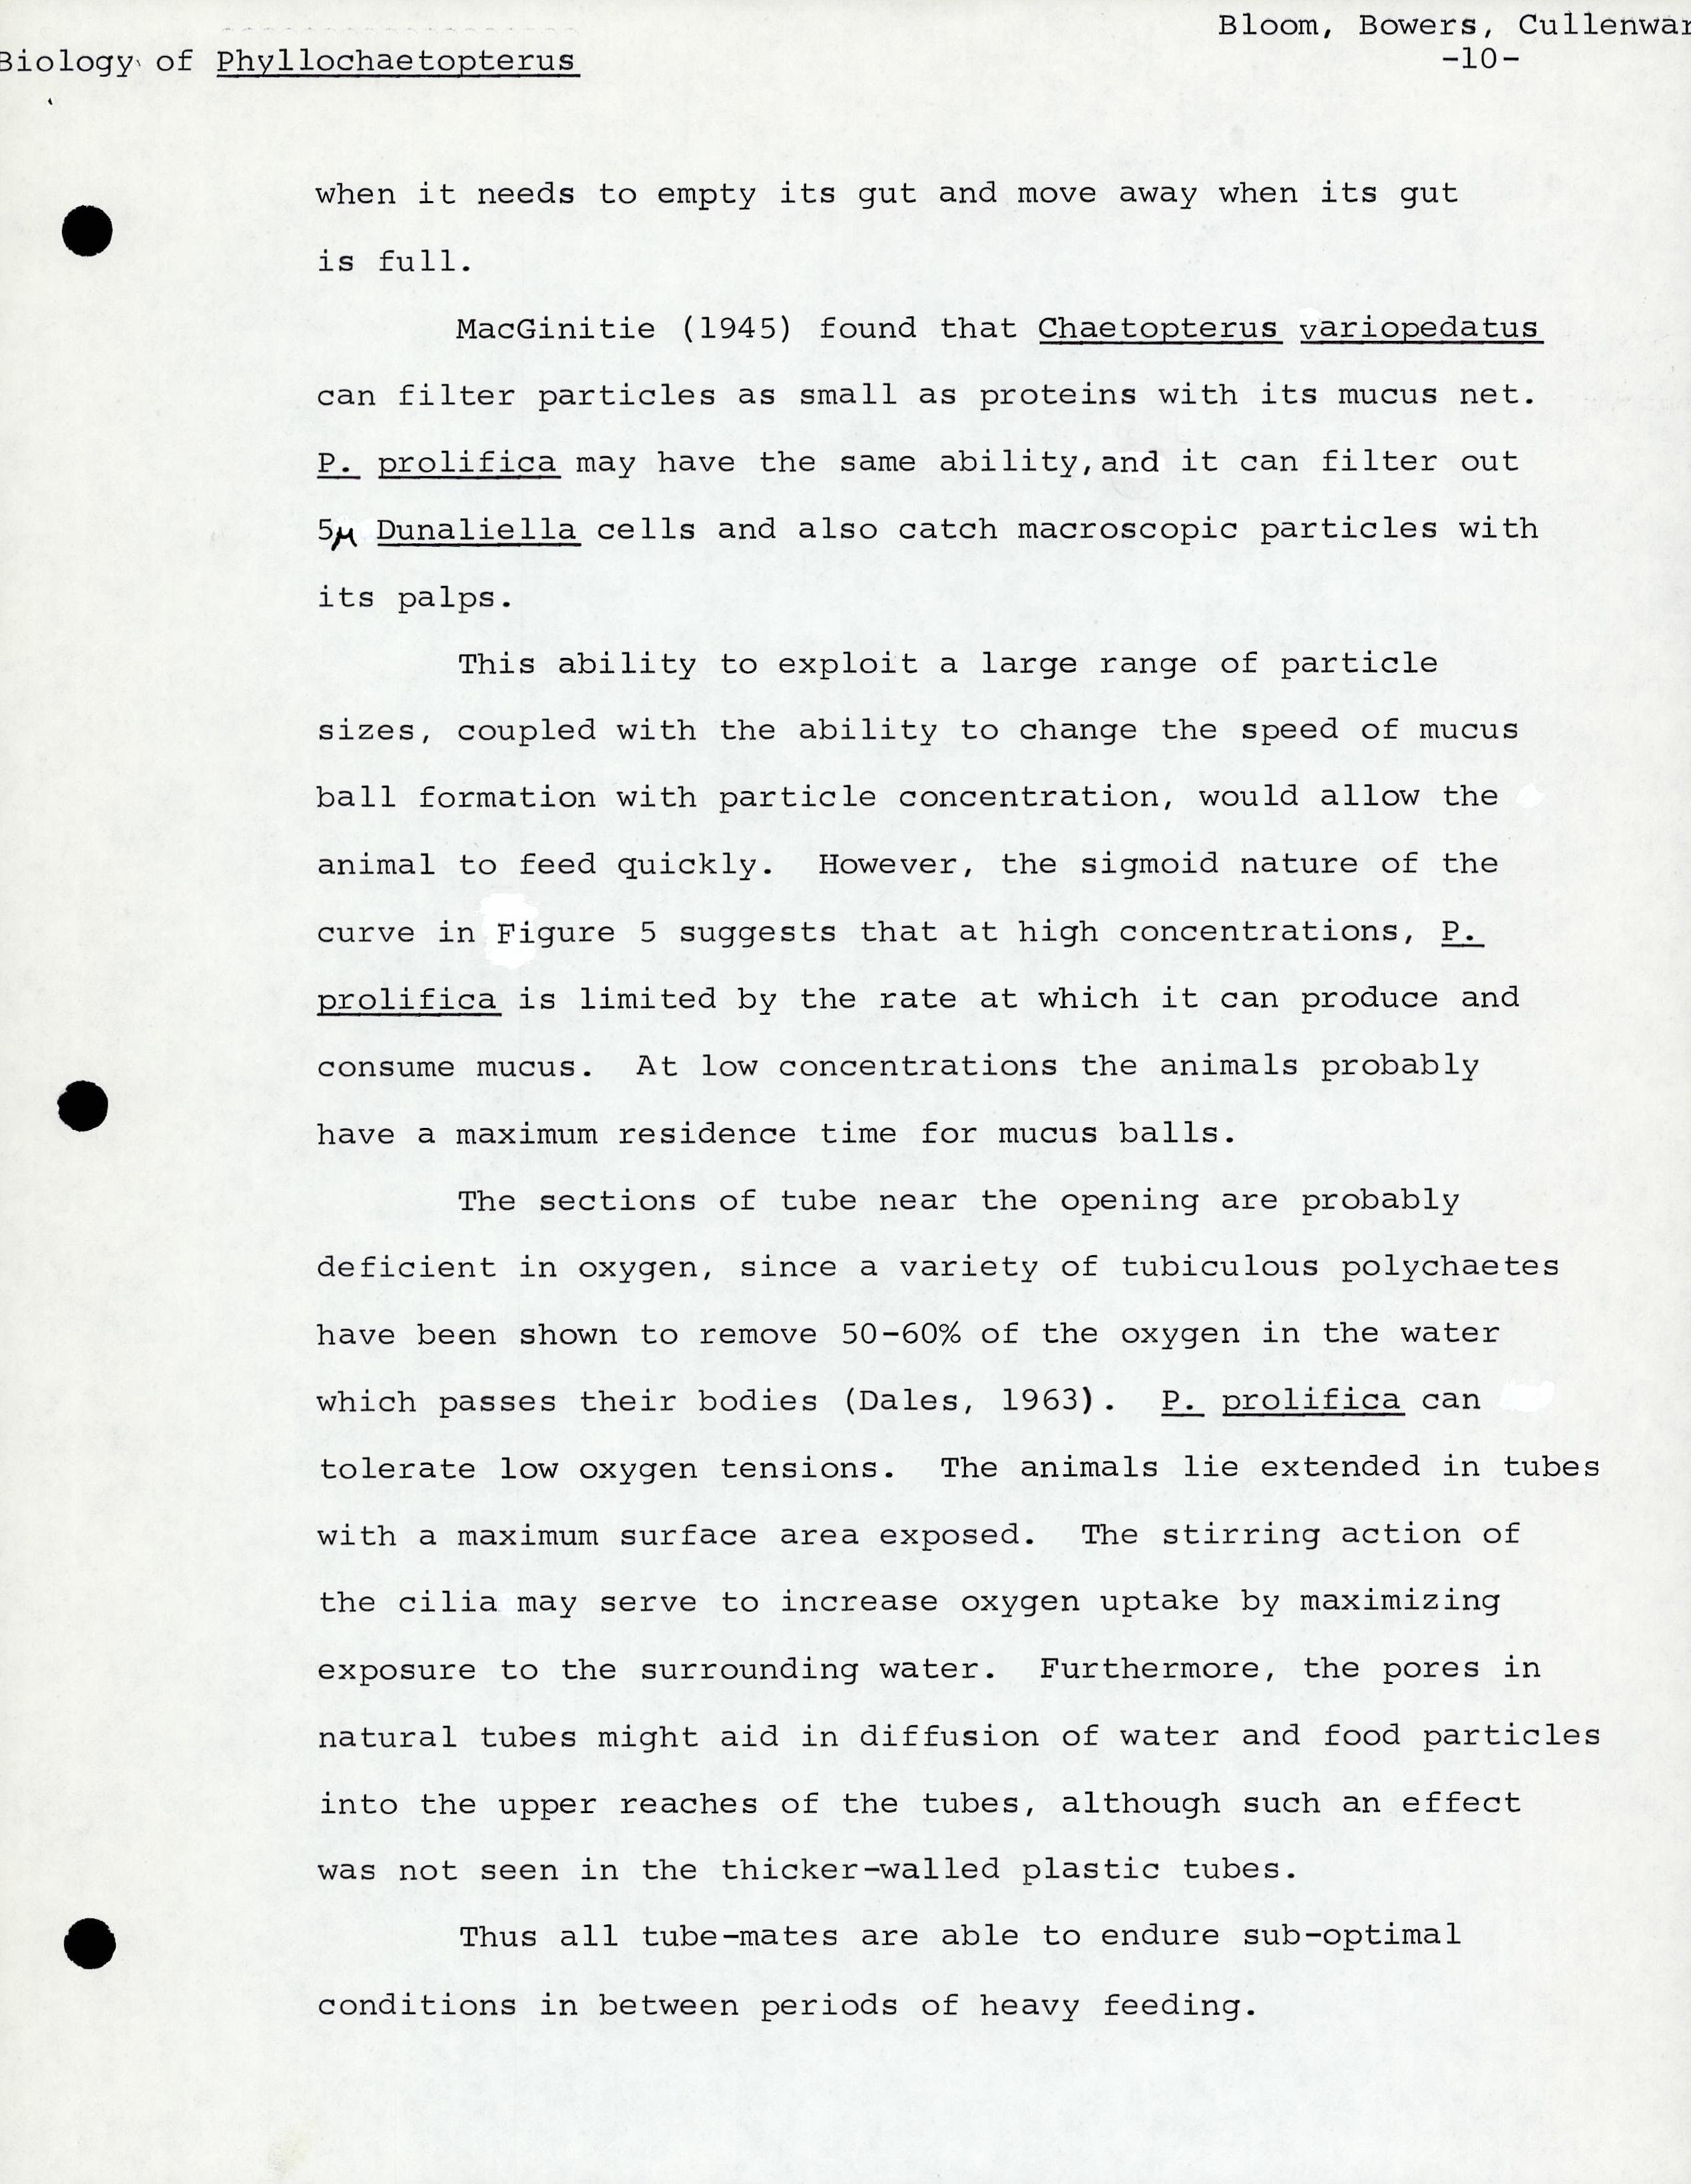 Bloom, Bowers, Cullenwar
Biology of Phyllochaetopterus
-10-
when it needs to empty its gut and move away when its gut
is full.
MacGinitie (1945) found that Chaetopterus variopedatus
can filter particles as small as proteins with its mucus net.
P. prolifica may have the same ability, and it can filter out
5μ Dunaliella cells and also catch macroscopic particles with
its palps.
This ability to exploit a large range of particle
sizes, coupled with the ability to change the speed of mucus
ball formation with particle concentration, would allow the
animal to feed quickly. However, the sigmoid nature of the
curve in Figure 5 suggests that at high concentrations, P.
prolifica is limited by the rate at which it can produce and
consume mucus. At low concentrations the animals probably
have a maximum residence time for mucus balls.
The sections of tube near the opening are probably
deficient in oxygen, since a variety of tubiculous polychaetes
have been shown to remove 50-60% of the oxygen in the water
which passes their bodies (Dales, 1963). P. prolifica can
tolerate low oxygen tensions. The animals lie extended in tubes
with a maximum surface area exposed. The stirring action of
the cilia may serve to increase oxygen uptake by maximizing
exposure to the surrounding water. Furthermore, the pores in
natural tubes might aid in diffusion of water and food particles
into the upper reaches of the tubes, although such an effect
was not seen in the thicker-walled plastic tubes.
Thus all tube-mates are able to endure sub-optimal
conditions in between periods of heavy feeding.